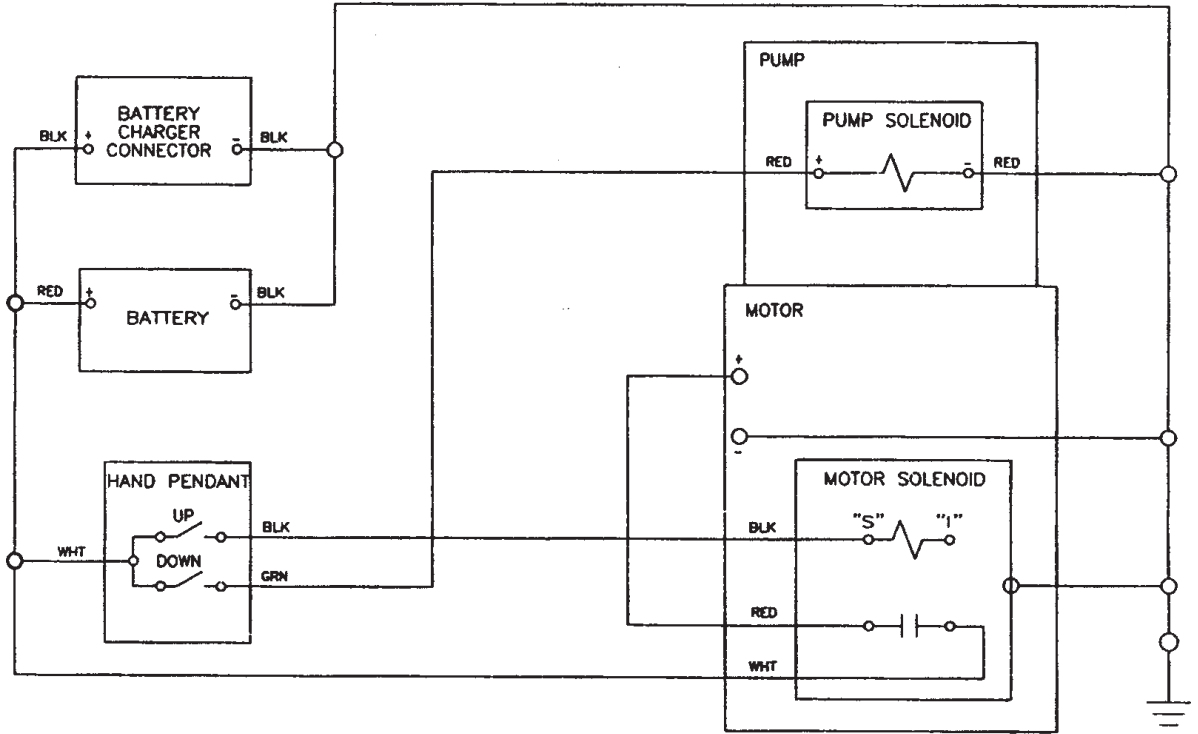 PUMP
BATTERY
CHARGER
CONNECTOR
BLK
+
-
BLK
PUMP SOLENOID
RED
+
-
RED
RED
+
-
BLK
BATTERY
MOTOR
+
-
HAND PENDANT
UP
BLK
WHT
DOWN
GRN
MOTOR SOLENOID
BLK
"S"
"I"
RED
WHT